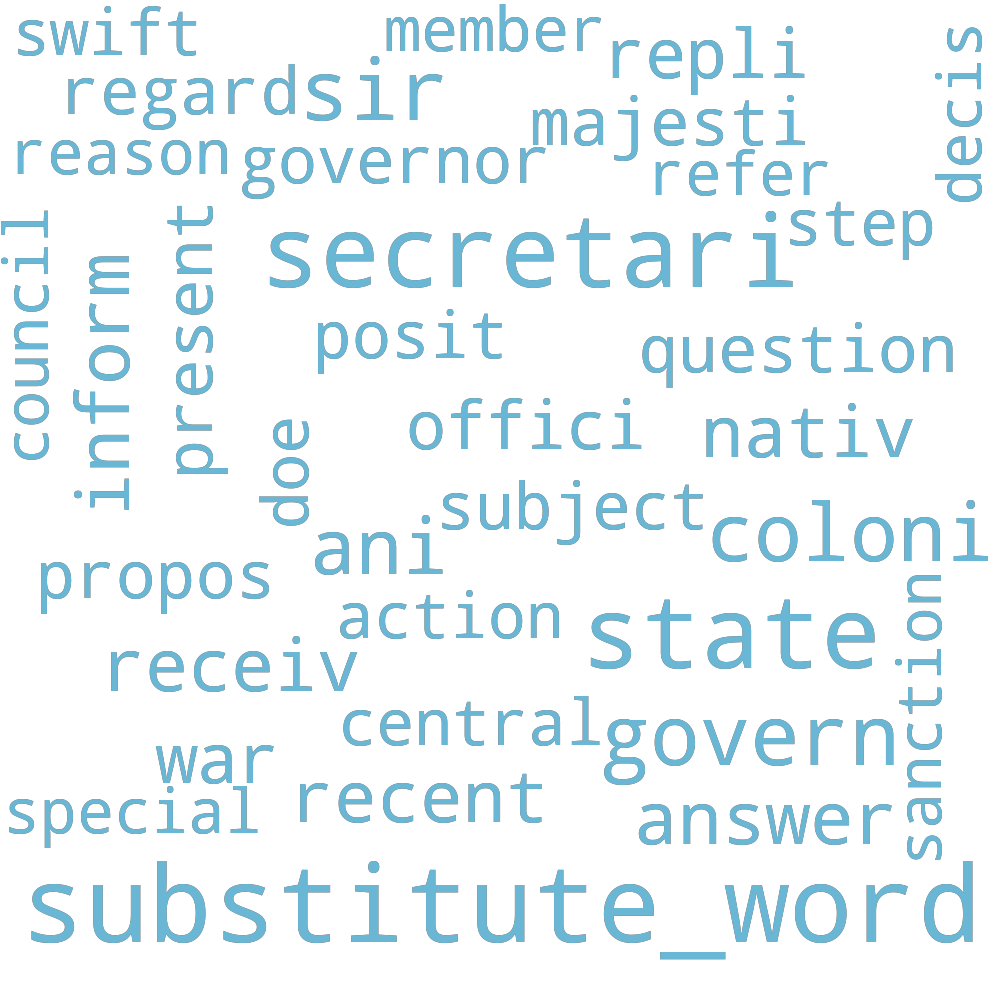 swift
member
repli
decis
regard
sir
majesti
reason
governor
refer
council
inform
present
secretari
step
posit
question
offici
nativ
doe
subject
coloni
ani
propos
action
state
sanction
receiv
central
govern
war
recent
special
answer
substitute_word